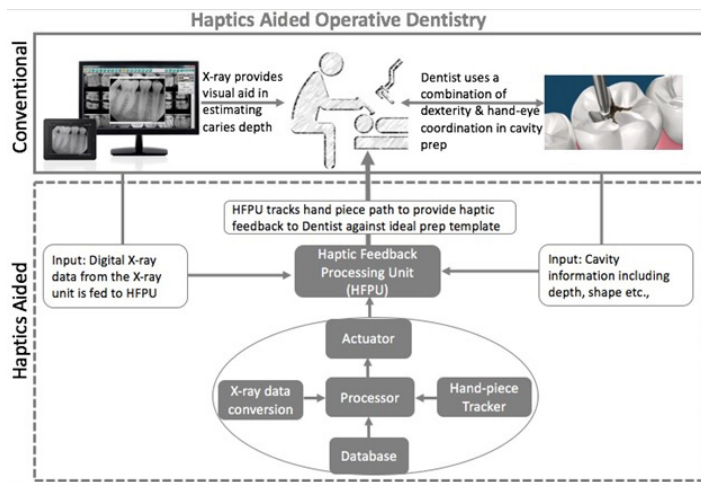 Haptics Aided Operative Dentistry
Conventional
X-ray provides
visual aid in
estimating
caries depth
Dentist uses a
combination of
dexterity & hand-eye
coordination in cavity
prep
Haptics Aided
HFPU tracks hand piece path to provide haptic
feedback to Dentist against ideal prep template
Input: Digital X-ray
data from the X-ray
unit is fed to HFPU
Haptic Feedback
Processing Unit
(HFPU)
Input: Cavity
information including
depth, shape etc.,
Actuator
X-ray data
conversion
Processor
Hand-piece
Tracker
Database